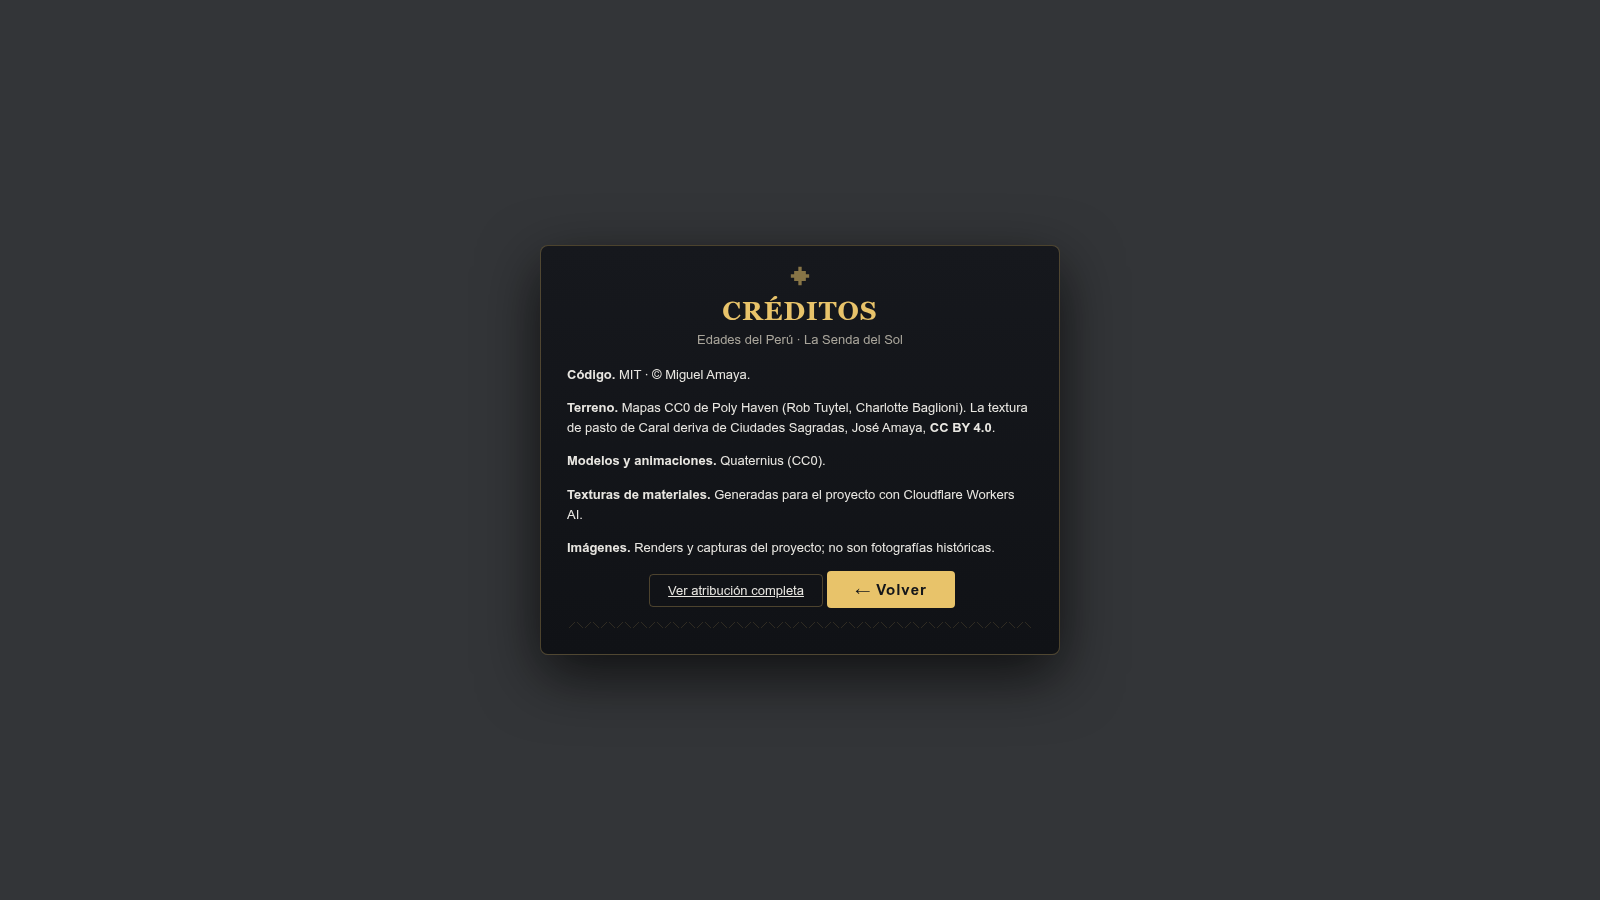 CRÉDITOS
Edades del Perú · La Senda del Sol
Código. MIT · © Miguel Amaya.
Terreno. Mapas CC0 de Poly Haven (Rob Tuytel, Charlotte Baglioni). La textura
de pasto de Caral deriva de Ciudades Sagradas, José Amaya, CC BY 4.0.
Modelos y animaciones. Quaternius (CC0).
Texturas de materiales. Generadas para el proyecto con Cloudflare Workers
AI.
Imágenes. Renders y capturas del proyecto; no son fotografías históricas.
Ver atribución completa
← Volver